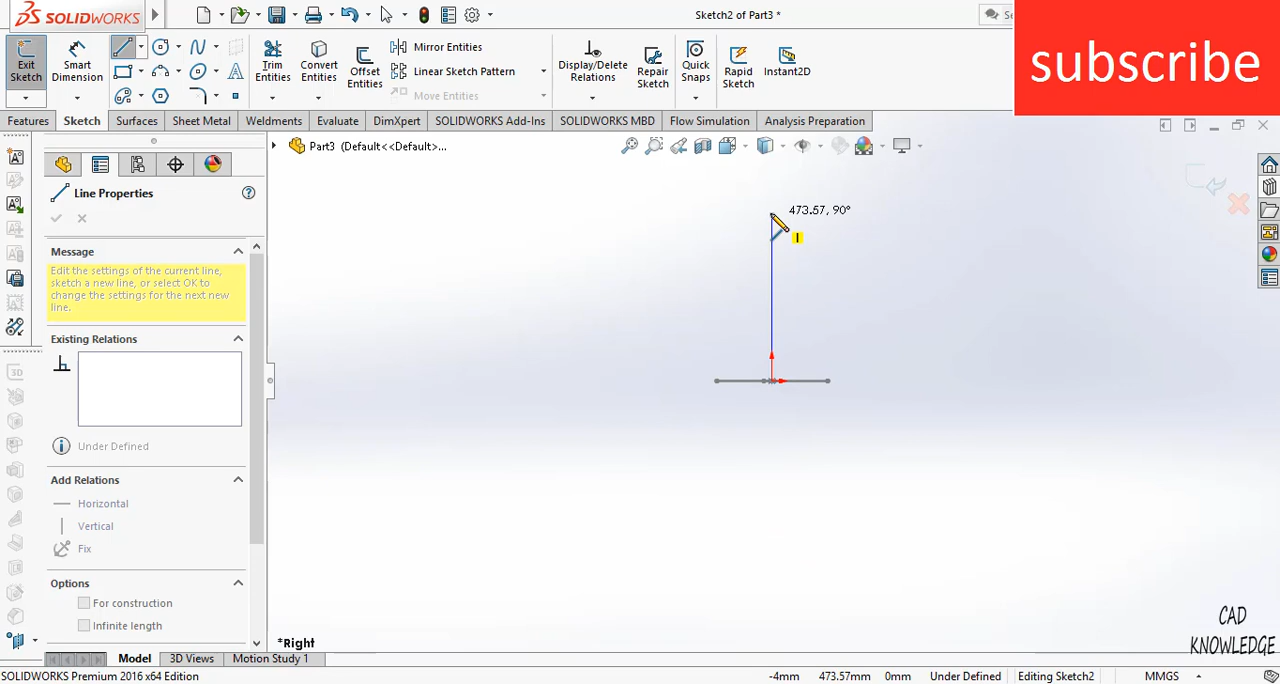 SOLIDWORKS
Sketch2 of Part3 *
subscribe
Exit
Sketch
Smart
Dimension
Trim
Entities
Convert
Entities
Offset
Entities
Mirror Entities
Linear Sketch Pattern
Move Entities
Display/Delete
Relations
Repair
Sketch
Quick
Snaps
Rapid
Sketch
Instant2D
Features
Sketch
Surfaces
Sheet Metal
Weldments
Evaluate
DimXpert
SOLIDWORKS Add-Ins
SOLIDWORKS MBD
Flow Simulation
Analysis Preparation
Part3 (Default<<Default>...
Line Properties
Message
Edit the settings of the current line,
sketch a new line, or select OK to
change the settings for the next new
line.
Existing Relations
Under Defined
Add Relations
Horizontal
Vertical
Fix
Options
For construction
Infinite length
473.57, 90°
*Right
CAD
KNOWLEDGE
Model
3D Views
Motion Study 1
SOLIDWORKS Premium 2016 x64 Edition
-4mm
473.57mm
0mm
Under Defined
Editing Sketch2
MMGS